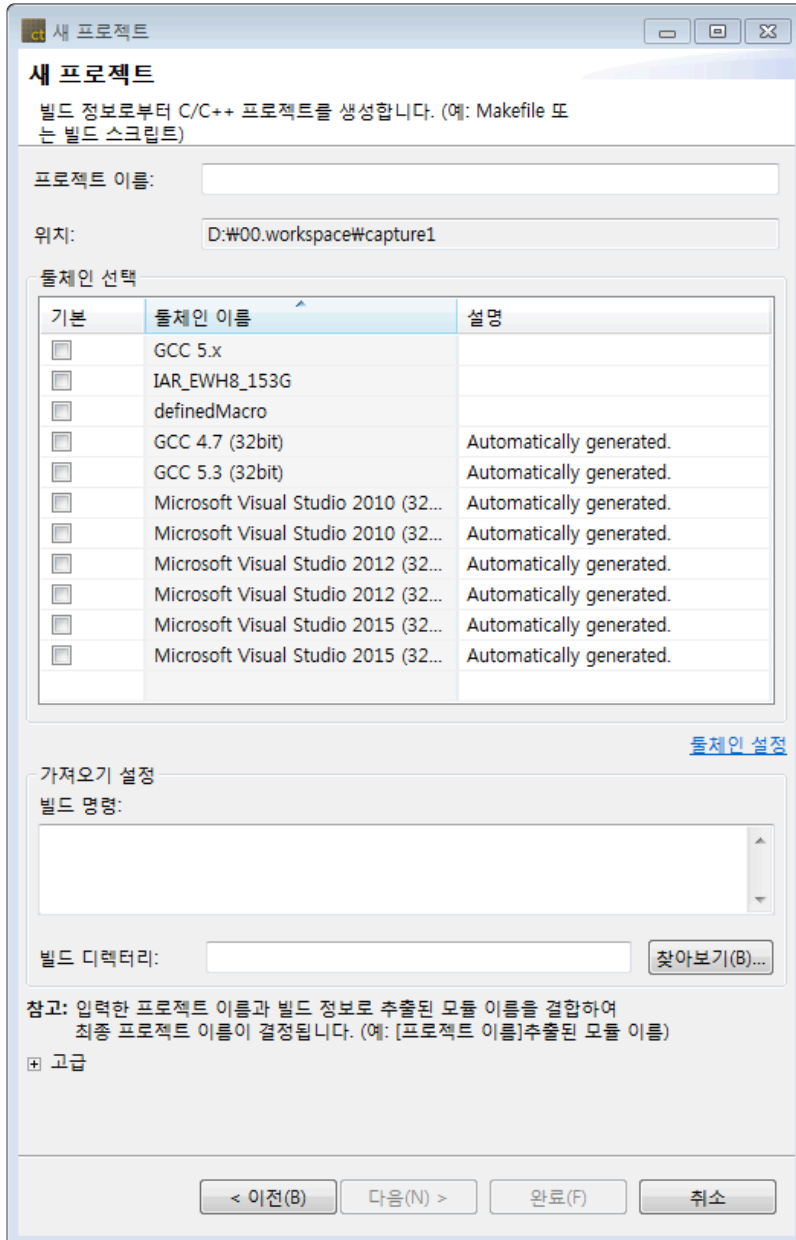 ct 새 프로젝트
새 프로젝트
빌드 정보로부터 C/C++ 프로젝트를 생성합니다. (예: Makefile 또
는 빌드 스크립트)
프로젝트 이름:
위치: D:₩00.workspace₩capture1
툴체인 선택
기본 툴체인 이름 설명
GCC 5.x
IAR_EWH8_153G
definedMacro
GCC 4.7 (32bit) Automatically generated.
GCC 5.3 (32bit) Automatically generated.
Microsoft Visual Studio 2010 (32... Automatically generated.
Microsoft Visual Studio 2010 (32... Automatically generated.
Microsoft Visual Studio 2012 (32... Automatically generated.
Microsoft Visual Studio 2012 (32... Automatically generated.
Microsoft Visual Studio 2015 (32... Automatically generated.
Microsoft Visual Studio 2015 (32... Automatically generated.
툴체인 설정
가져오기 설정
빌드 명령:
빌드 디렉터리: 찾아보기(B)...
참고: 입력한 프로젝트 이름과 빌드 정보로 추출된 모듈 이름을 결합하여
최종 프로젝트 이름이 결정됩니다. (예: [프로젝트 이름]추출된 모듈 이름)
고급
< 이전(B) 다음(N) > 완료(F) 취소